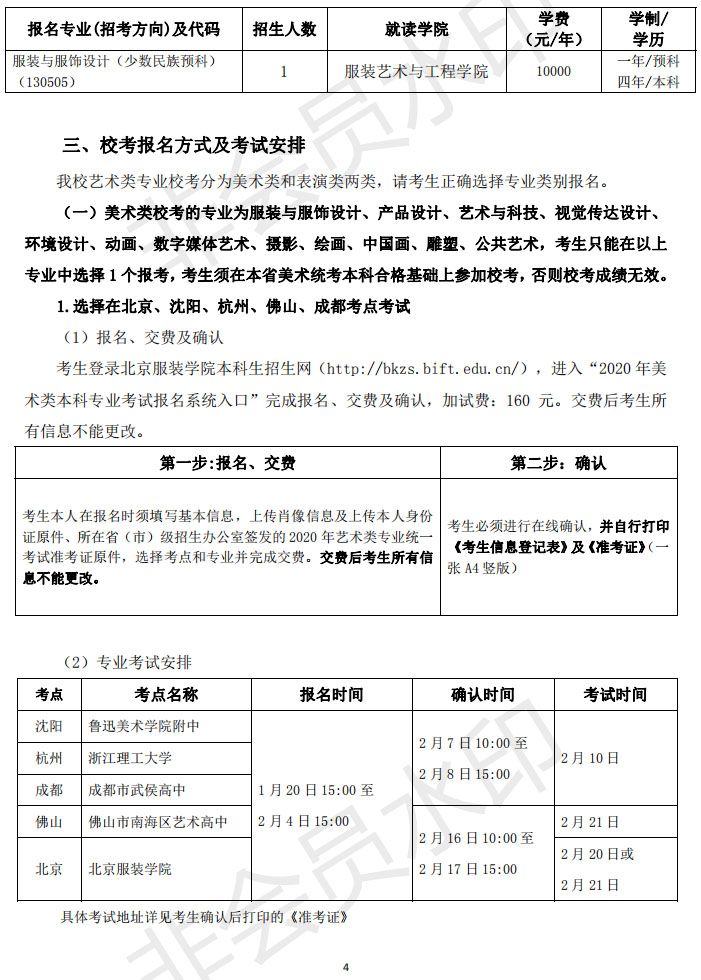 报名专业(招考方向)及代码 招生人数 就读学院 学费（元/年） 学制/学历
服装与服饰设计（少数民族预科）（130505） 1 服装艺术与工程学院 10000 一年/预科 四年/本科
三、校考报名方式及考试安排
我校艺术类专业校考分为美术类和表演类两类，请考生正确选择专业类别报名。
（一）美术类校考的专业为服装与服饰设计、产品设计、艺术与科技、视觉传达设计、
环境设计、动画、数字媒体艺术、摄影、绘画、中国画、雕塑、公共艺术，考生只能在以上
专业中选择1个报考，考生须在本省美术统考本科合格基础上参加校考，否则校考成绩无效。
1.选择在北京、沈阳、杭州、佛山、成都考点考试
（1）报名、交费及确认
考生登录北京服装学院本科生招生网（http://bkzs.bift.edu.cn/），进入“2020年美
术类本科专业考试报名系统入口”完成报名、交费及确认，加试费：160 元。交费后考生所
有信息不能更改。
第一步:报名、交费 第二步：确认
考生本人在报名时须填写基本信息，上传肖像信息及上传本人身份
证原件、所在省（市）级招生办公室签发的2020年艺术类专业统一
考试准考证原件，选择考点和专业并完成交费。交费后考生所有信
息不能更改。
考生必须进行在线确认，并自行打印
《考生信息登记表》及《准考证》（一
张A4竖版）
（2）专业考试安排
考点 考点名称 报名时间 确认时间 考试时间
沈阳 鲁迅美术学院附中
杭州 浙江理工大学
成都 成都市武侯高中
佛山 佛山市南海区艺术高中
北京 北京服装学院
1月20日15:00至
2月4日15:00
2月7日10:00至
2月8日15:00
2月16日10:00至
2月17日15:00
2月10日
2月21日
2月20日或
2月21日
具体考试地址详见考生确认后打印的《准考证》
4
非会员水印
非会员水印